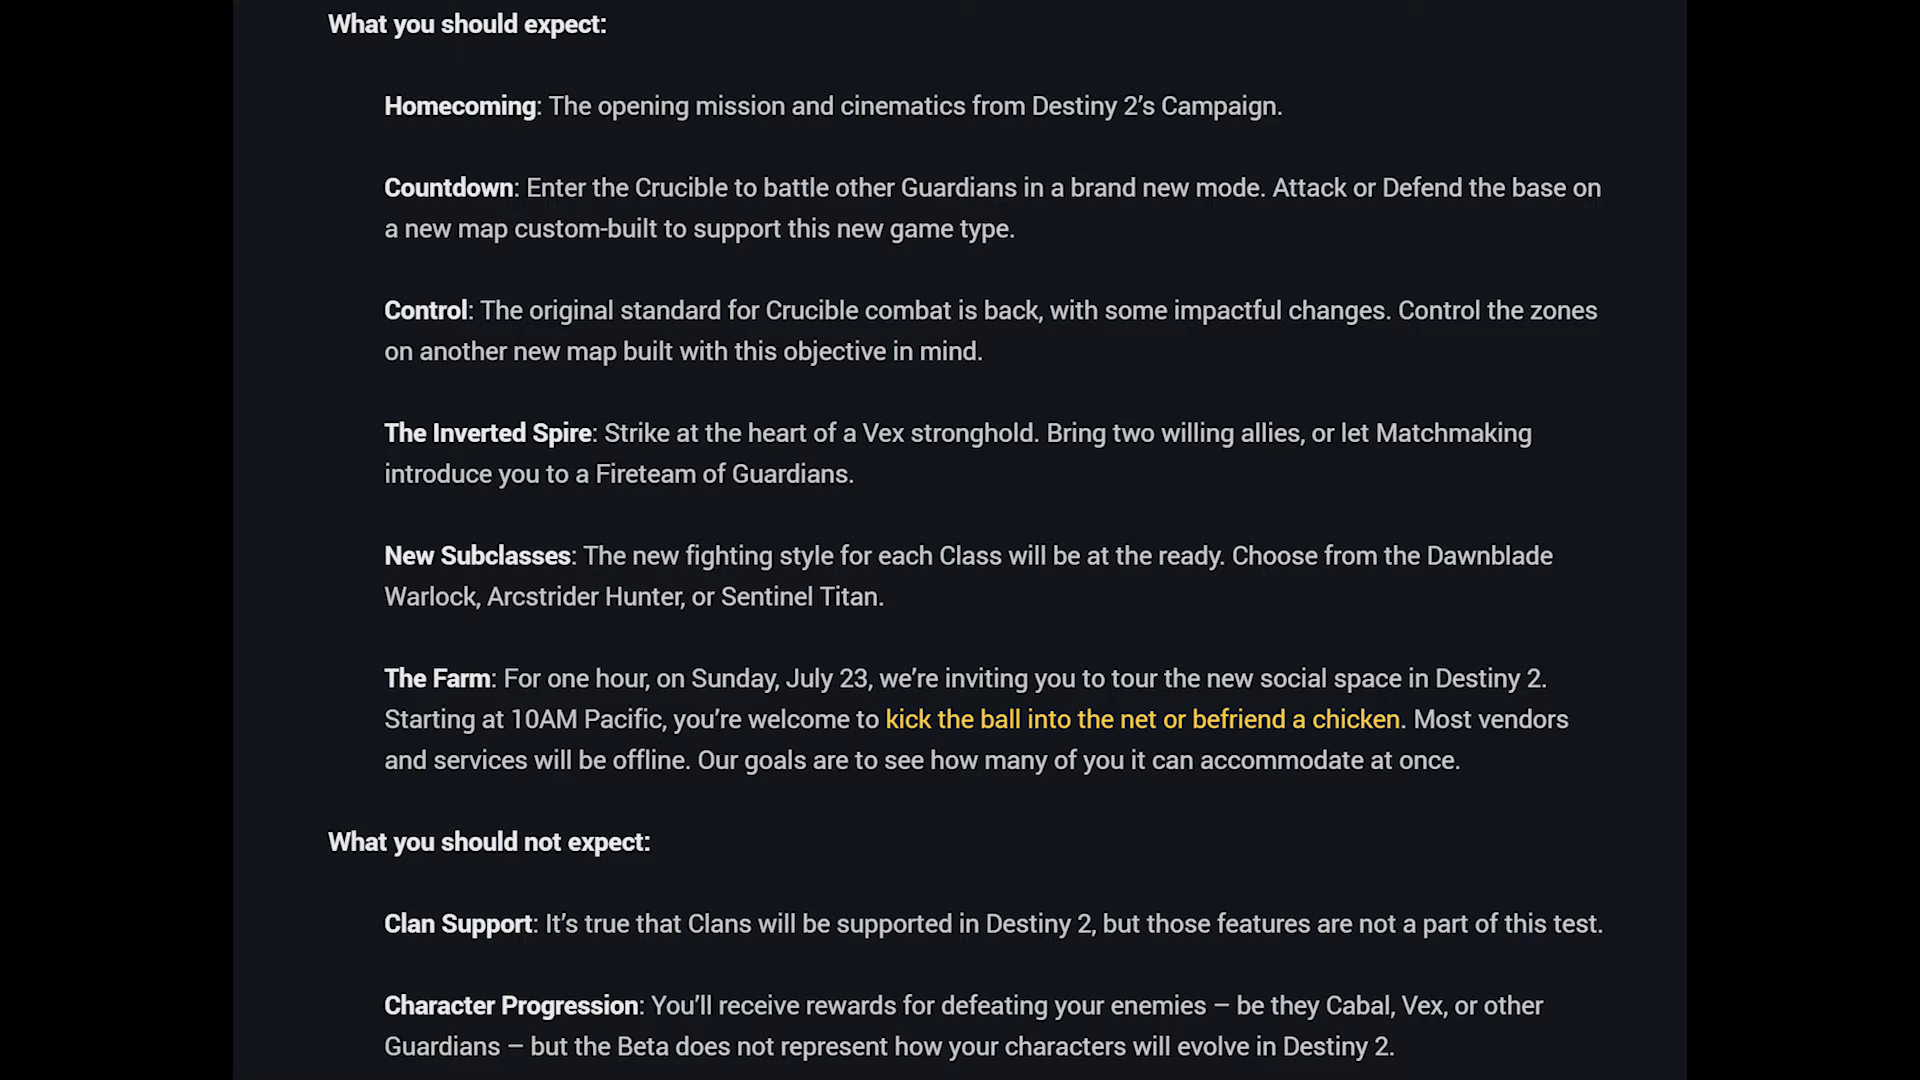 What you should expect:
Homecoming: The opening mission and cinematics from Destiny 2’s Campaign.
Countdown: Enter the Crucible to battle other Guardians in a brand new mode. Attack or Defend the base on
a new map custom-built to support this new game type.
Control: The original standard for Crucible combat is back, with some impactful changes. Control the zones
on another new map built with this objective in mind.
The Inverted Spire: Strike at the heart of a Vex stronghold. Bring two willing allies, or let Matchmaking
introduce you to a Fireteam of Guardians.
New Subclasses: The new fighting style for each Class will be at the ready. Choose from the Dawnblade
Warlock, Arcstrider Hunter, or Sentinel Titan.
The Farm: For one hour, on Sunday, July 23, we’re inviting you to tour the new social space in Destiny 2.
Starting at 10AM Pacific, you’re welcome to kick the ball into the net or befriend a chicken. Most vendors
and services will be offline. Our goals are to see how many of you it can accommodate at once.
What you should not expect:
Clan Support: It’s true that Clans will be supported in Destiny 2, but those features are not a part of this test.
Character Progression: You’ll receive rewards for defeating your enemies – be they Cabal, Vex, or other
Guardians – but the Beta does not represent how your characters will evolve in Destiny 2.